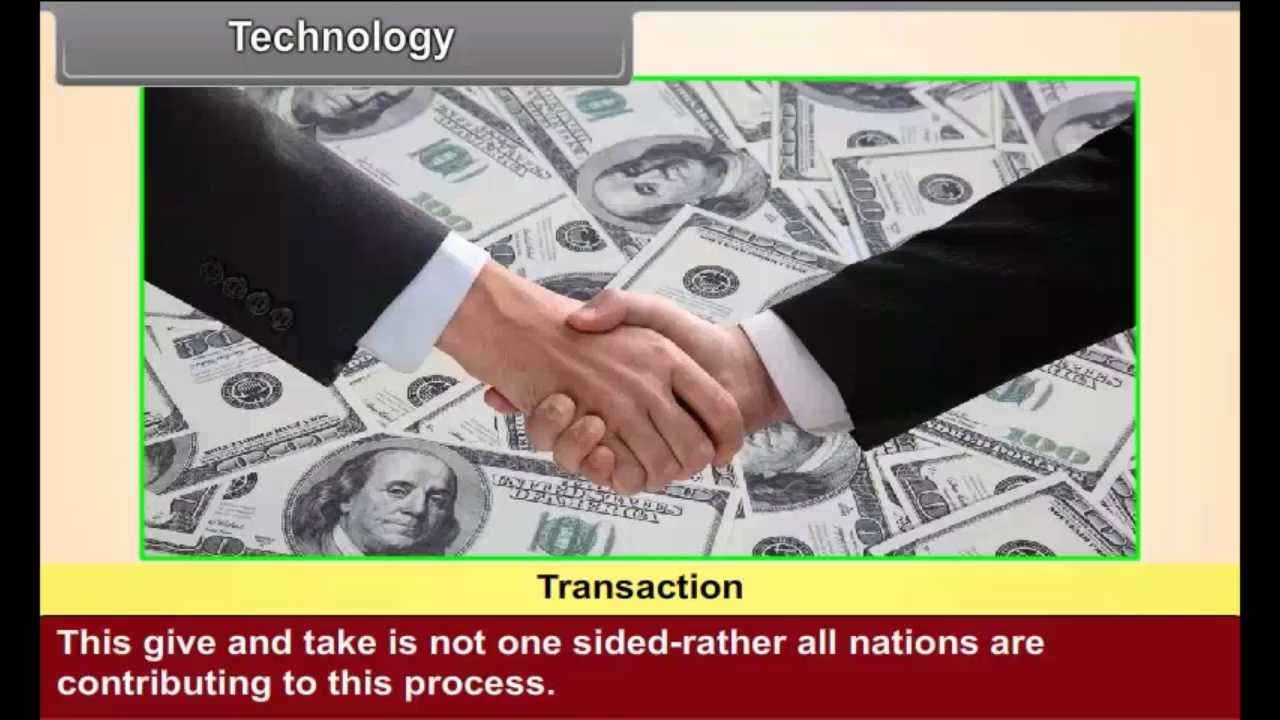 Technology
Transaction
This give and take is not one sided-rather all nations are
contributing to this process.